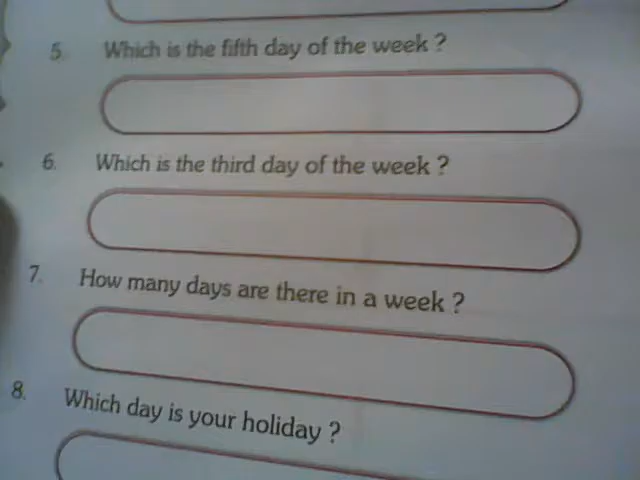 5. Which is the fifth day of the week ?
6. Which is the third day of the week ?
7. How many days are there in a week ?
8. Which day is your holiday ?